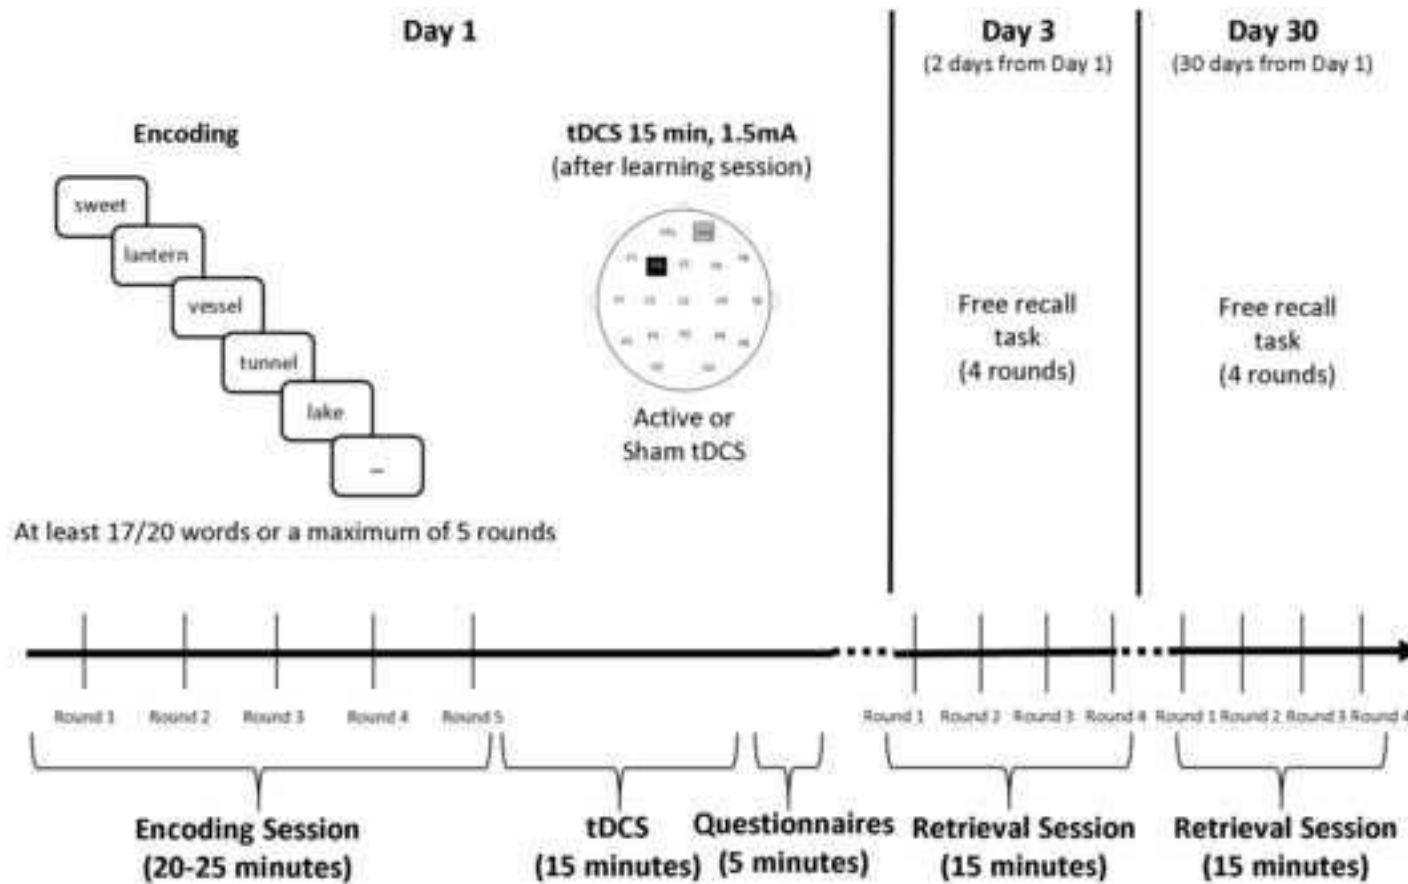 Day 1
Day 3
(2 days from Day 1)
Day 30
(30 days from Day 1)
Encoding
sweet
lantern
vessel
tunnel
lake
...
At least 17/20 words or a maximum of 5 rounds
tDCS 15 min, 1.5mA
(after learning session)
Active or
Sham tDCS
Free recall
task
(4 rounds)
Free recall
task
(4 rounds)
Round 1 Round 2 Round 3 Round 4 Round 5
Round 1 Round 2 Round 3 Round 4
Round 1 Round 2 Round 3 Round 4
Encoding Session
(20-25 minutes)
tDCS
(15 minutes)
Questionnaires
(5 minutes)
Retrieval Session
(15 minutes)
Retrieval Session
(15 minutes)